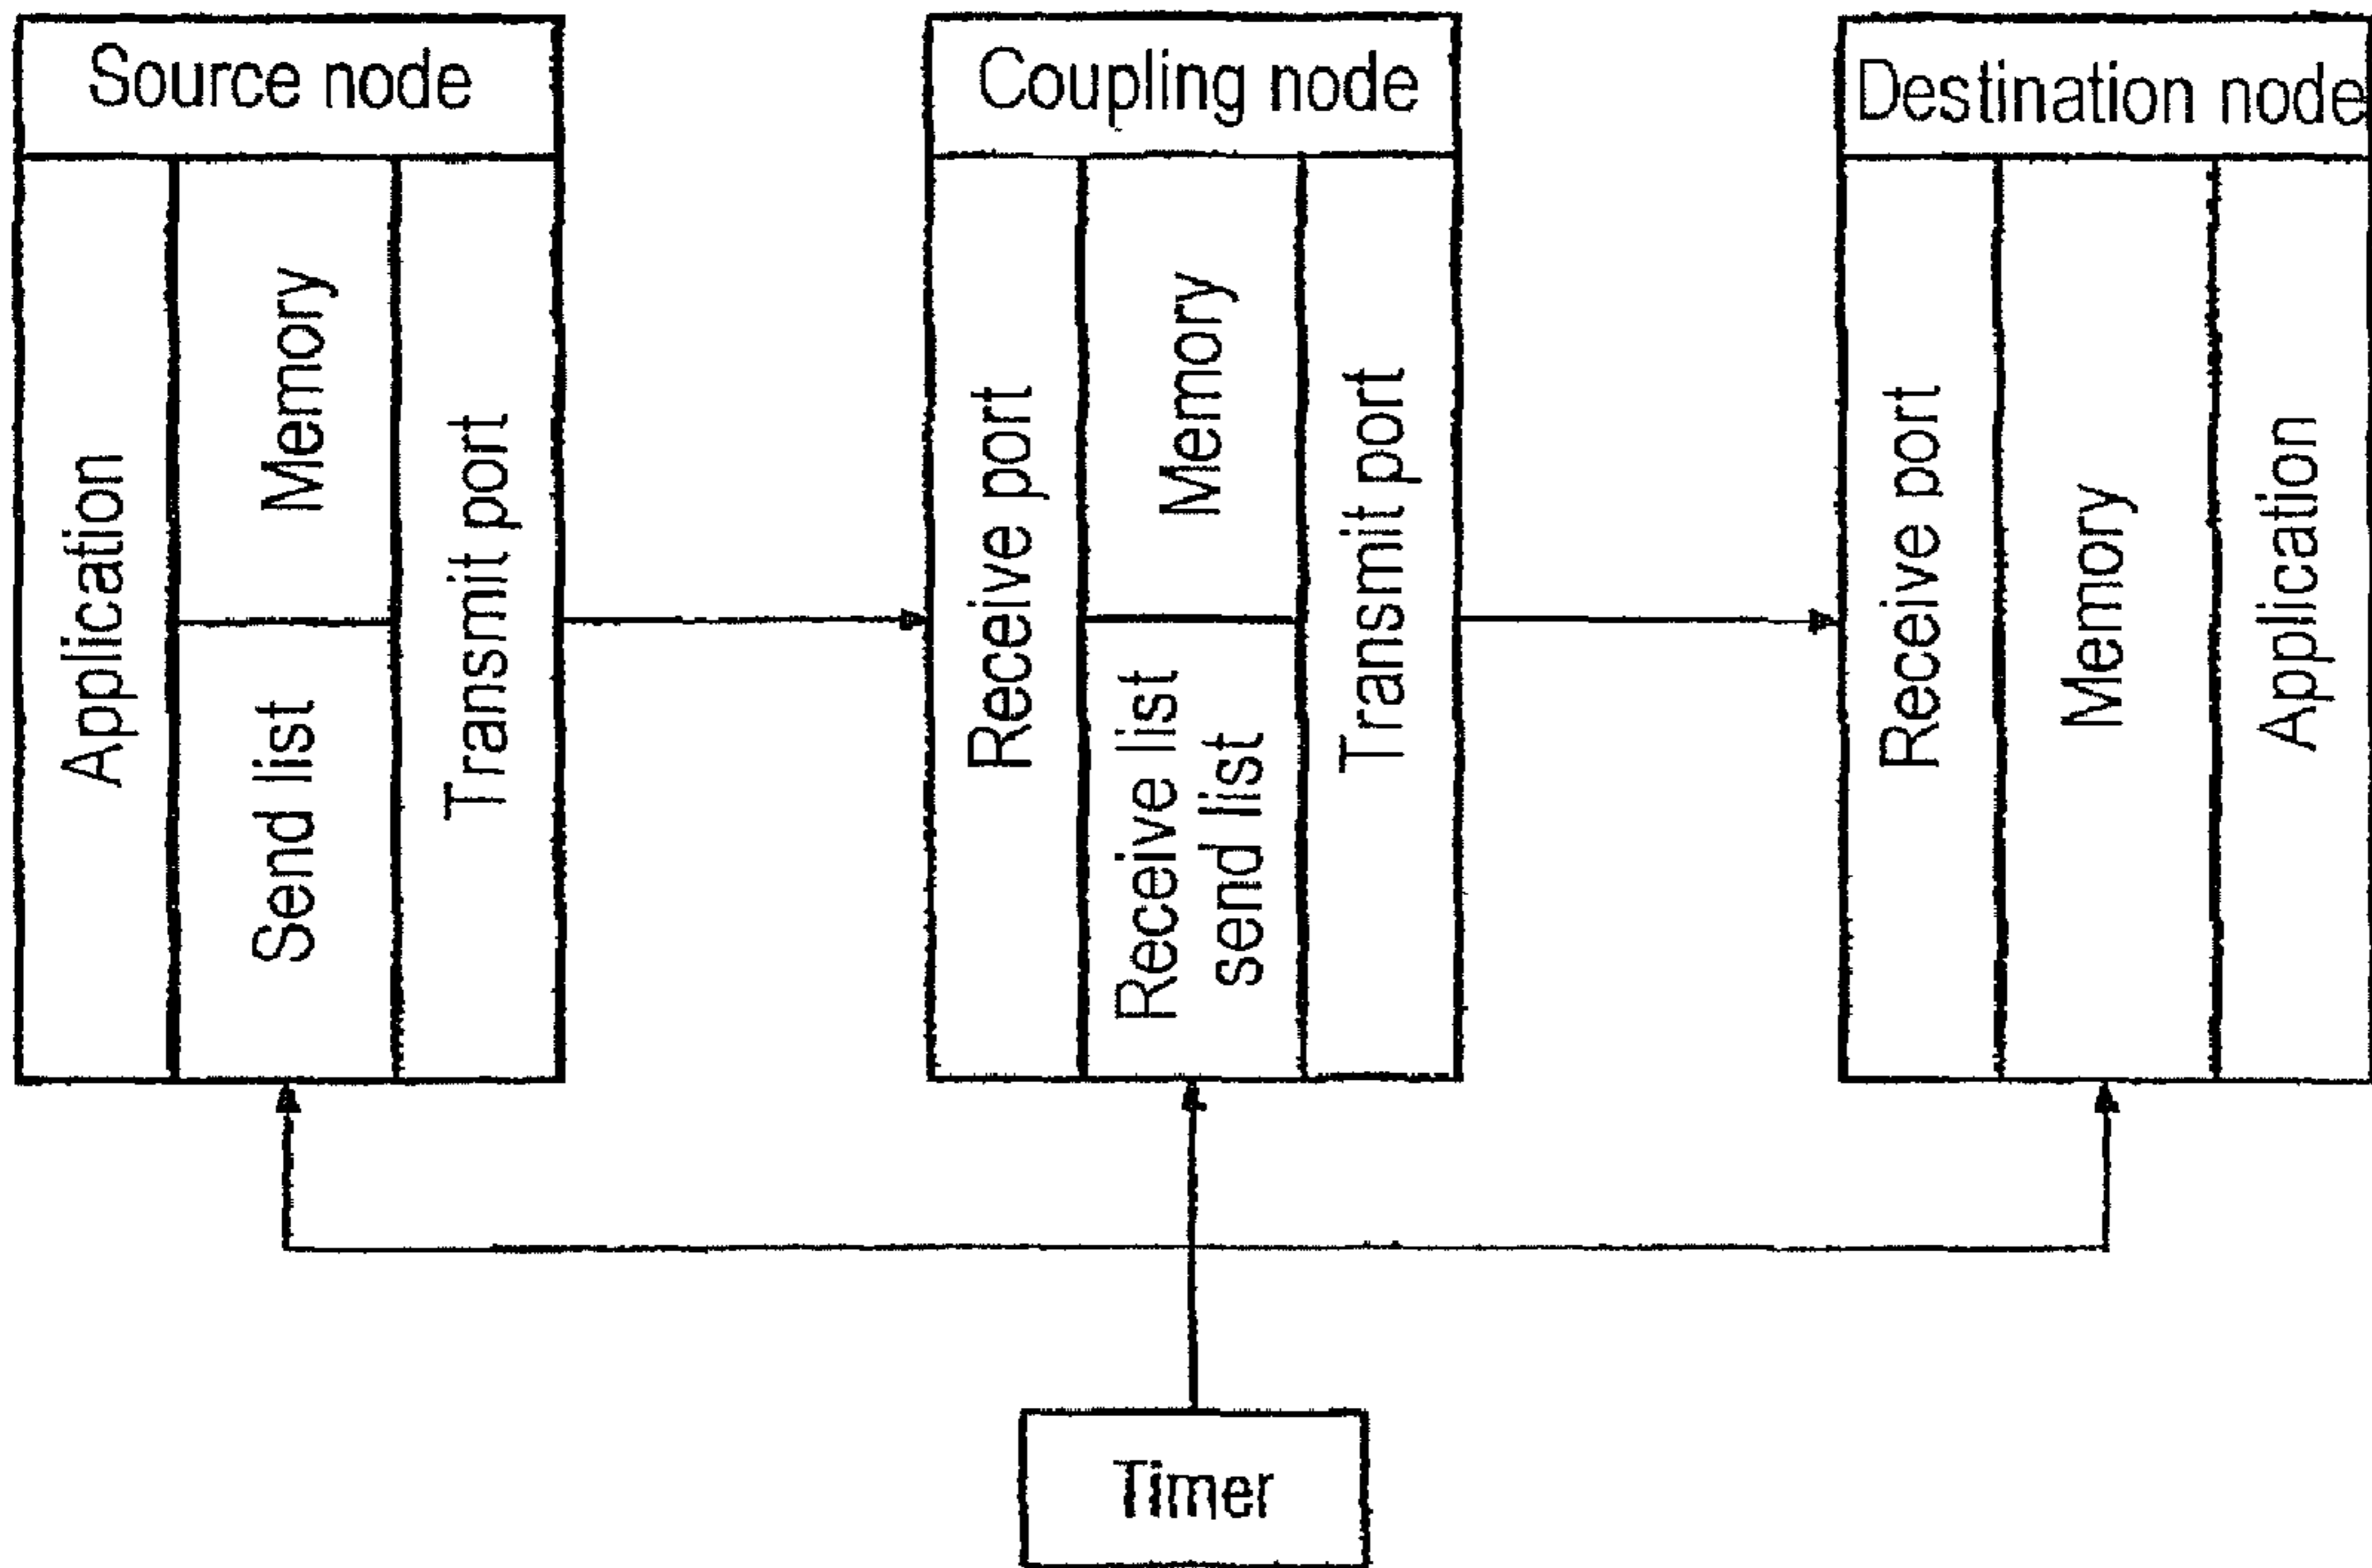 Source node
Application
Memory
Send list
Transmit port
Coupling node
Receive port
Memory
Receive list
send list
Transmit port
Destination node
Receive port
Memory
Application
Timer